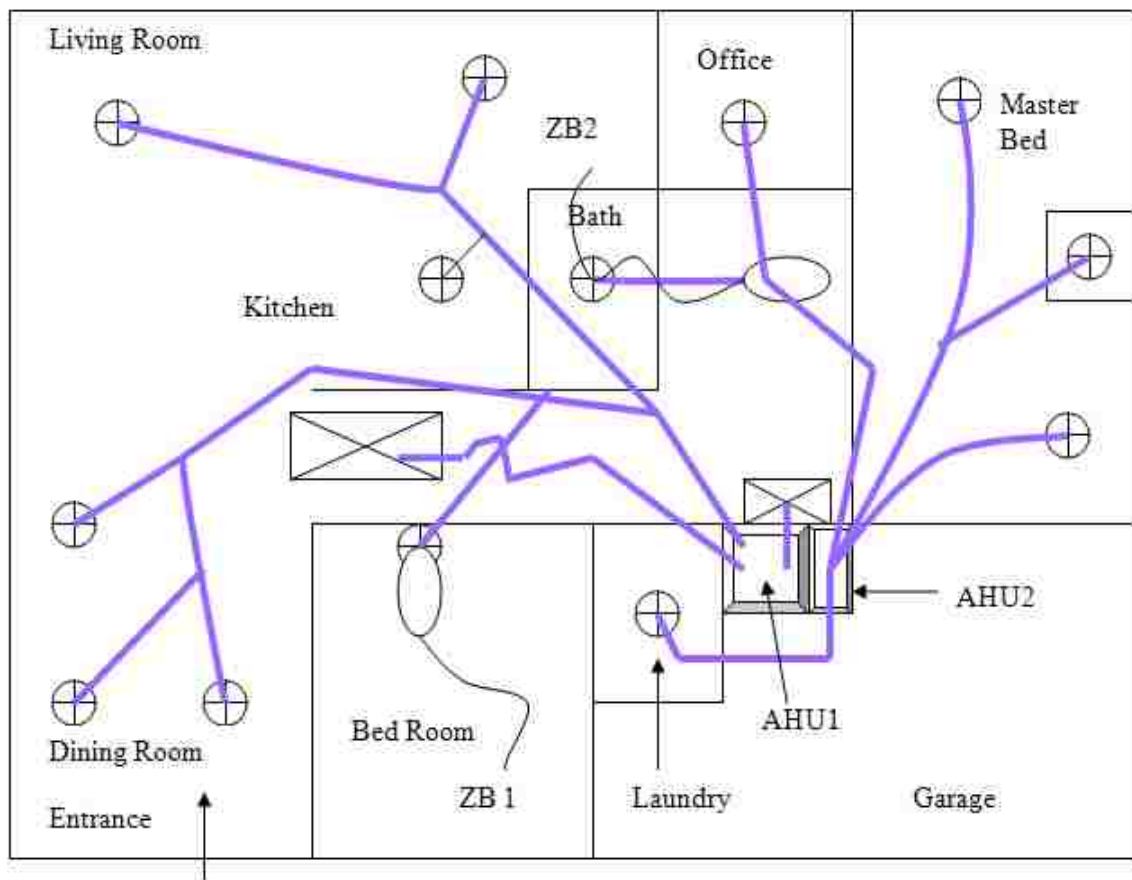 Living Room
Office
ZB2
Master
Bed
Bath
Kitchen
AHU2
AHU1
Bed Room
Dining Room
ZB 1
Laundry
Garage
Entrance